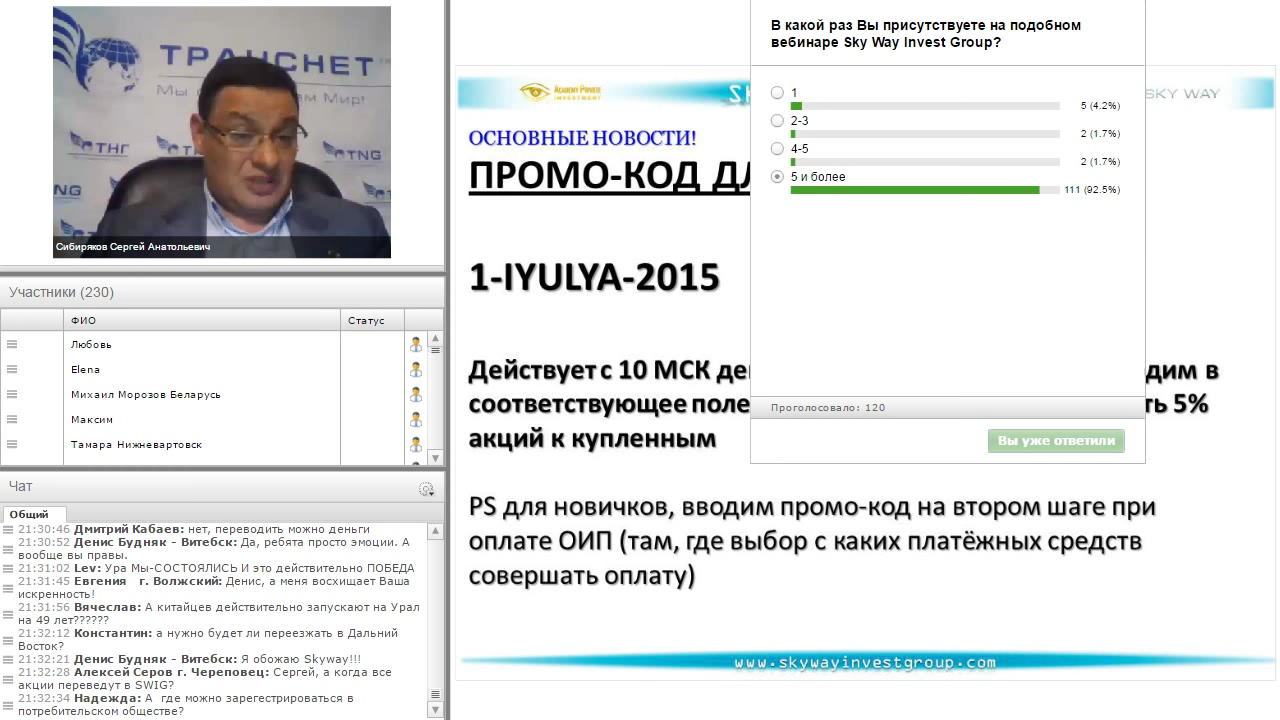 ТРАНСНЕТ
ТНГ
TNG
NG
Сибиряков Сергей Анатольевич
Участники (230)
ФИО Статус
Любовь
Elena
Михаил Морозов Беларусь
Максим
Тамара Нижневартовск
Чат
Общий
21:30:46 Дмитрий Кабаев: нет, переводить можно деньги
21:30:52 Денис Будняк - Витебск: Да, ребята просто эмоции. А
вообще вы правы.
21:31:02 Lev: Ура Мы-СОСТОЯЛИСЬ И это действительно ПОБЕДА
21:31:45 Евгения г. Волжский: Денис, а меня восхищает Ваша
искренность!
21:31:56 Вячеслав: А китайцев действительно запускают на Урал
на 49 лет??????
21:32:12 Константин: а нужно будет ли переезжать в Дальний
Восток?
21:32:21 Денис Будняк - Витебск: Я обожаю Skyway!!!
21:32:28 Алексей Серов г. Череповец: Сергей, а когда все
акции переведут в SWIG?
21:32:34 Надежда: А где можно зарегестрироваться в
потребительском обществе?
ACADEMY PRIVATE
INVESTMENT
SKY WAY
ОСНОВНЫЕ НОВОСТИ!
ПРОМО-КОД ДЛ
1-IYULYA-2015
Действует с 10 МСК де дим в
соответствующее поле ть 5%
акций к купленным
PS для новичков, вводим промо-код на втором шаге при
оплате ОИП (там, где выбор с каких платёжных средств
совершать оплату)
www.skywayinvestgroup.com
В какой раз Вы присутствуете на подобном
вебинаре Sky Way Invest Group?
1
5 (4.2%)
2-3
2 (1.7%)
4-5
2 (1.7%)
5 и более
111 (92.5%)
Проголосовало: 120
Вы уже ответили